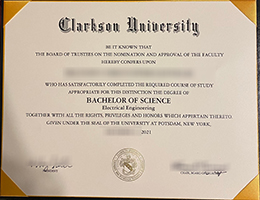 Clarkson University
BE IT KNOWN THAT
THE BOARD OF TRUSTEES ON THE NOMINATION AND APPROVAL OF THE FACULTY
HEREBY CONFERS UPON
WHO HAS SATISFACTORILY COMPLETED THE REQUIRED COURSE OF STUDY
APPROPRIATE FOR THIS DISTINCTION THE DEGREE OF
BACHELOR OF SCIENCE
Electrical Engineering
TOGETHER WITH ALL THE RIGHTS, PRIVILEGES AND HONORS WHICH APPERTAIN THERETO.
GIVEN UNDER THE SEAL OF THE UNIVERSITY AT POTSDAM, NEW YORK,
2021